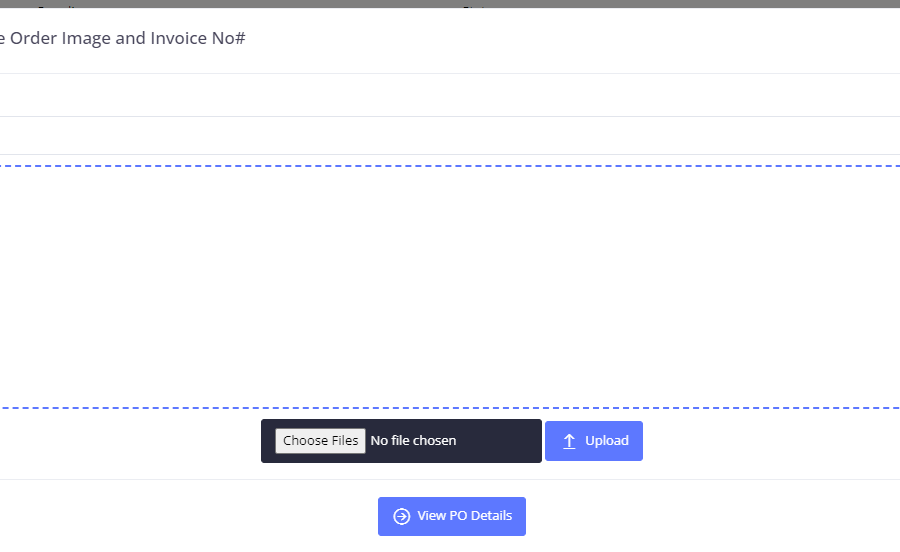 Order Image and Invoice No#
Choose Files No file chosen
Upload
View PO Details